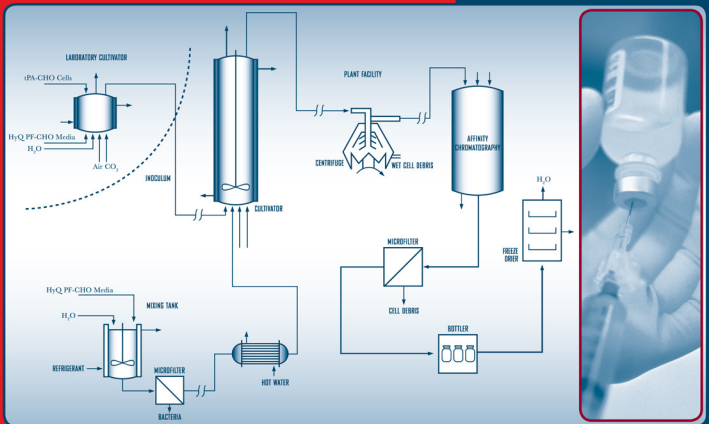 LABORATORY CULTIVATOR
tPA-CHO Cells
HyQ PF-CHO Media
H2O
Air CO2
INOCULUM
CULTIVATOR
PLANT FACILITY
CENTRIFUGE
WET CELL DEBRIS
AFFINITY
CHROMATOGRAPHY
H2O
FREEZE
DRIER
MICROFILTER
CELL DEBRIS
BOTTLER
HyQ PF-CHO Media
MIXING TANK
H2O
REFRIGERANT
MICROFILTER
BACTERIA
HOT WATER